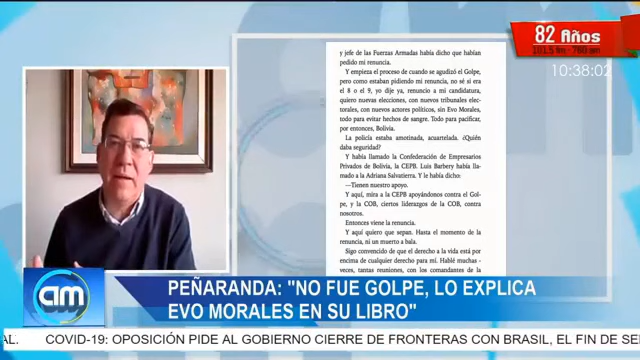 82 Años
101.5 fm - 760 am
10:38:02
y jefe de las Fuerzas Armadas había dicho que habían
pedido mi renuncia.
Y empieza el proceso de cuando se agudizó el Golpe,
pero como estaban pidiendo mi renuncia, no sé si era
el 8 o el 9, yo dije ya, renuncio a mi candidatura,
quiero nuevas elecciones, con nuevos tribunales elec-
torales, con nuevos actores políticos, sin Evo Morales,
todo para evitar hechos de sangre. Todo para pacificar,
por entonces, Bolivia.
La policía estaba amotinada, acuartelada. ¿Quién
daba seguridad?
Y había llamado la Confederación de Empresarios
Privados de Bolivia, la CEPB. Luis Barbery había lla-
mado a la Adriana Salvatierra. Y le había dicho:
—Tienen nuestro apoyo.
Y aquí, mira a la CEPB apoyándonos contra el Gol-
pe, y la COB, ciertos liderazgos de la COB, contra
nosotros.
Entonces viene la renuncia.
Y aquí quiero que sepan. Hasta el momento de la
renuncia, ni un muerto a bala.
Sigo convencido de que el derecho a la vida está por
encima de cualquier derecho para mí. Hablé muchas
veces, tantas reuniones, con los comandantes de la
am
PEÑARANDA: "NO FUE GOLPE, LO EXPLICA
EVO MORALES EN SU LIBRO"
AL. COVID-19: OPOSICIÓN PIDE AL GOBIERNO CIERRE DE FRONTERAS CON BRASIL, EL FIN DE SE